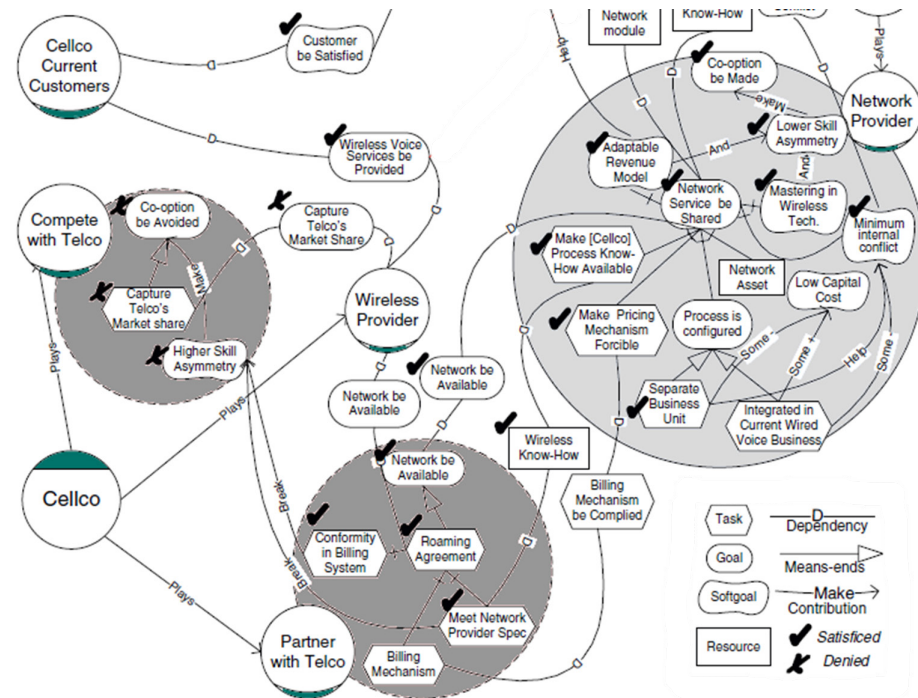 Network
module
Know-How
Cellco
Current
Customers
D
Customer
be Satisfied
Help
D
D
D
Plays
Co-option
be Made
Make
Network
Provider
D
Wireless Voice
Services be
Provided
Adaptable
Revenue
Model
And
Lower Skill
Asymmetry
And
Compete
with Telco
Co-option
be Avoided
Make
D
Capture
Telco's
Market Share
D
D
Network
Service be
Shared
Mastering in
Wireless
Tech.
Minimum
internal
conflict
D
Make [Cellco]
Process Know-
How Available
Network
Asset
Capture
Telco's
Market share
Wireless
Provider
Low Capital
Cost
Make Pricing
Mechanism
Forcible
Process is
configured
Higher Skill
Asymmetry
Plays
Some -
Some +
Help
Some -
D
Network be
Available
Network be
Available
D
Separate
Business
Unit
Integrated in
Current Wired
Voice Business
Plays
D
Wireless
Know-How
D
Network be
Available
D
Cellco
Break
Break
Billing
Mechanism
be Complied
Conformity
in Billing
System
Roaming
Agreement
D
Plays
Meet Network
Provider Spec
Partner
with Telco
Billing
Mechanism
D
Task
D
Dependency
Goal
Means-ends
Softgoal
Make
Contribution
Resource
Satisficed
Denied